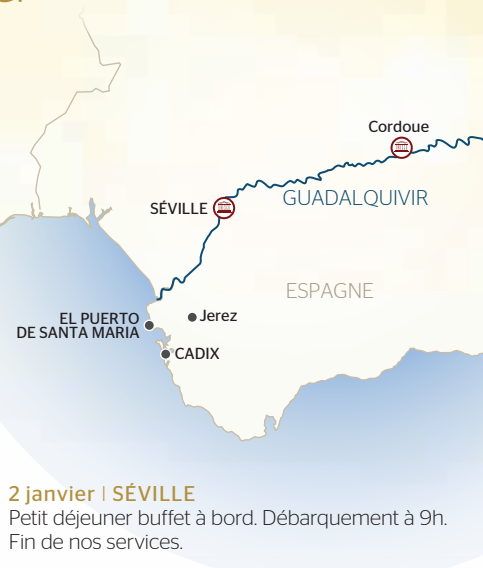 Cordoue
SÉVILLE
GUADALQUIVIR
ESPAGNE
EL PUERTO
DE SANTA MARIA
Jerez
CADIX
2 janvier | SÉVILLE
Petit déjeuner buffet à bord. Débarquement à 9h.
Fin de nos services.